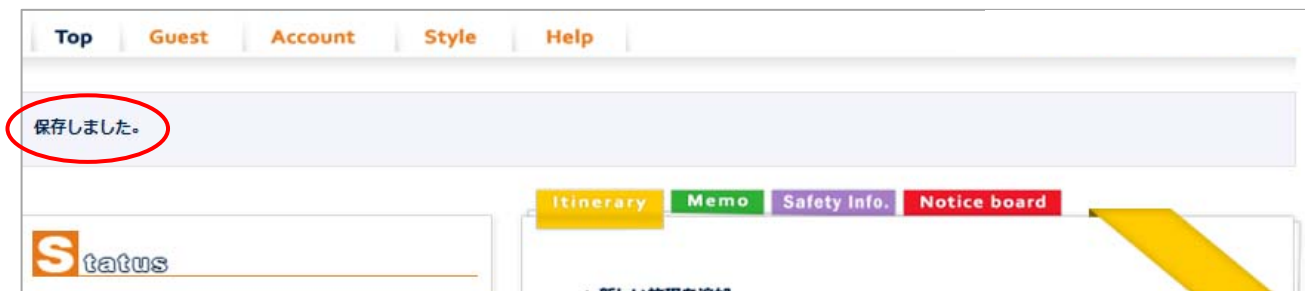 Top Guest Account Style Help
保存しました。
Itinerary Memo Safety Info. Notice board
Status